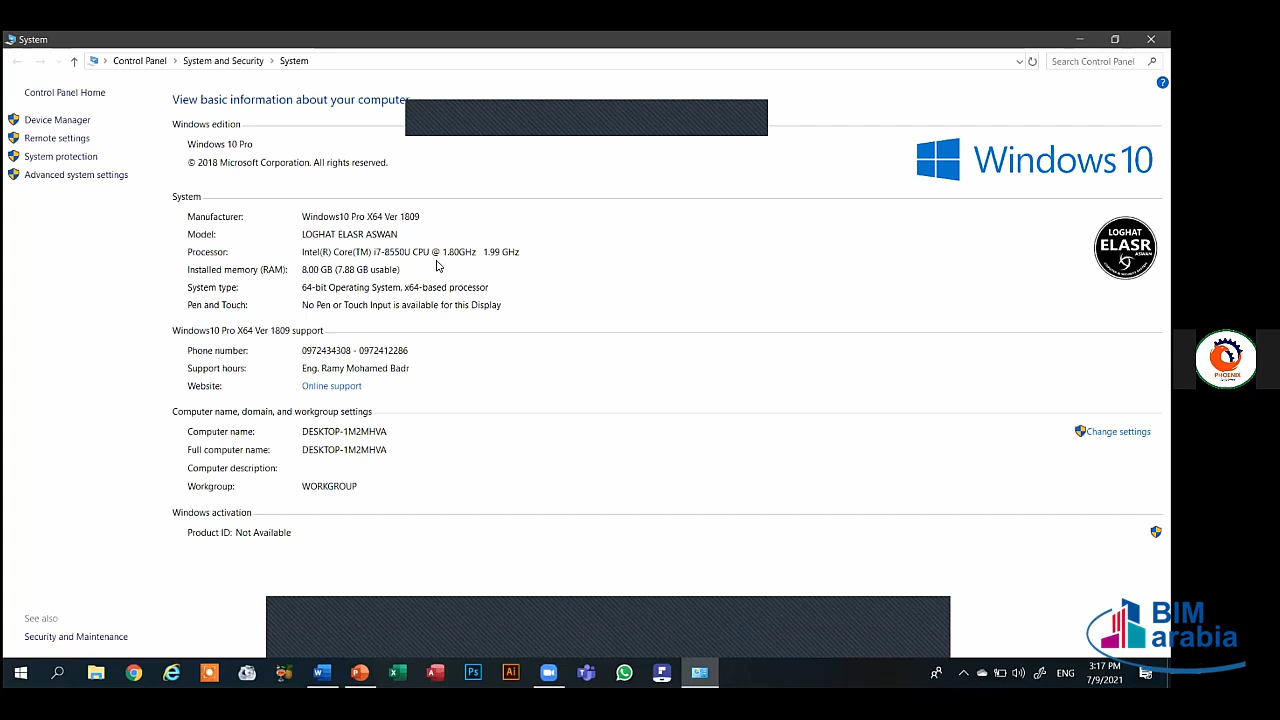 System
Control Panel > System and Security > System
Search Control Panel
Control Panel Home
Device Manager
Remote settings
System protection
Advanced system settings
View basic information about your computer
Windows edition
Windows 10 Pro
© 2018 Microsoft Corporation. All rights reserved.
Windows 10
System
Manufacturer: Windows10 Pro X64 Ver 1809
Model: LOGHAT ELASR ASWAN
Processor: Intel(R) Core(TM) i7-8550U CPU @ 1.80GHz 1.99 GHz
Installed memory (RAM): 8.00 GB (7.88 GB usable)
System type: 64-bit Operating System, x64-based processor
Pen and Touch: No Pen or Touch Input is available for this Display
LOGHAT
ELASR
ASWAN
Windows10 Pro X64 Ver 1809 support
Phone number: 0972434308 - 0972412286
Support hours: Eng. Ramy Mohamed Badr
Website: Online support
PHOENIX
Computer name, domain, and workgroup settings
Computer name: DESKTOP-1M2MHVA
Change settings
Full computer name: DESKTOP-1M2MHVA
Computer description:
Workgroup: WORKGROUP
Windows activation
Product ID: Not Available
See also
Security and Maintenance
BIM
arabia
Ps
Ai
ENG
3:17 PM
7/9/2021